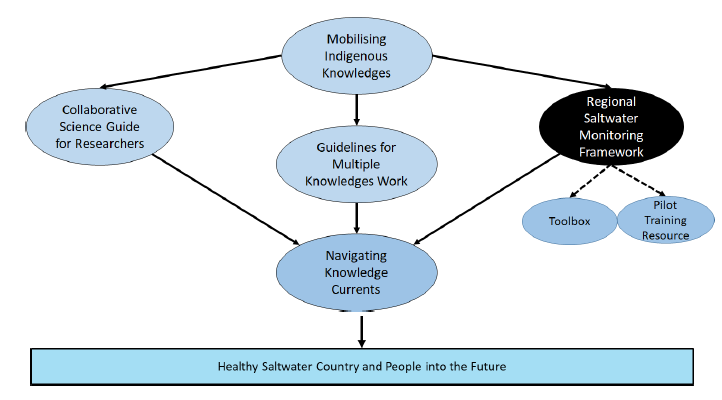 Mobilising
Indigenous
Knowledges
Collaborative
Science Guide
for Researchers
Regional
Saltwater
Monitoring
Framework
Guidelines for
Multiple
Knowledges Work
Toolbox
Pilot
Training
Resource
Navigating
Knowledge
Currents
Healthy Saltwater Country and People into the Future